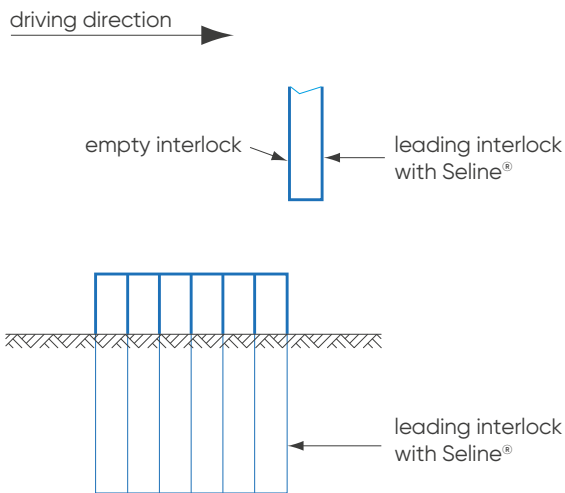 driving direction
empty interlock
leading interlock
with Seline®
leading interlock
with Seline®